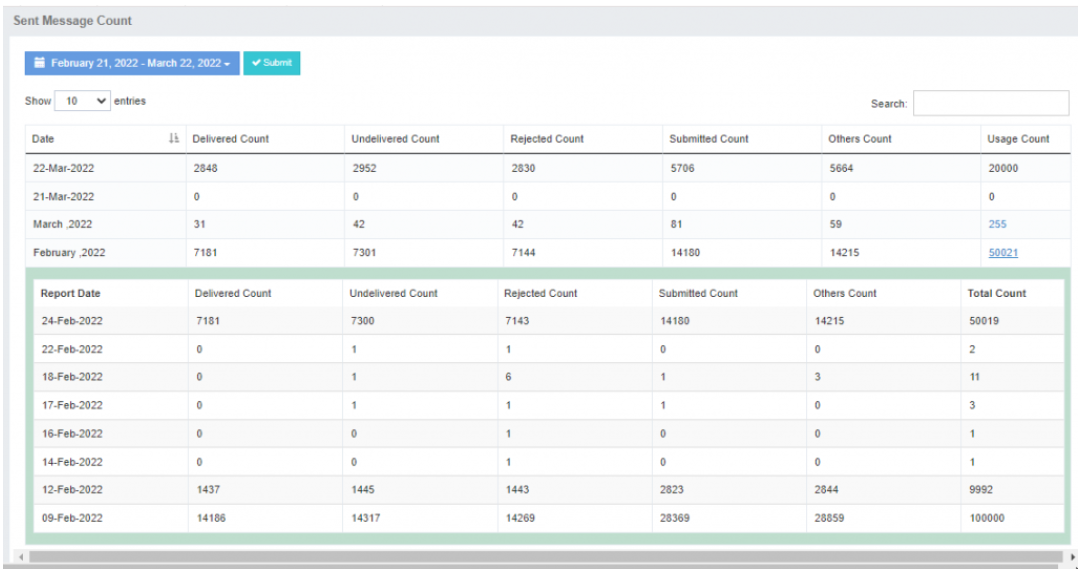 Sent Message Count
February 21, 2022 - March 22, 2022 Submit
Show 10 entries Search:
Date Delivered Count Undelivered Count Rejected Count Submitted Count Others Count Usage Count
22-Mar-2022 2848 2952 2830 5706 5664 20000
21-Mar-2022 0 0 0 0 0 0
March ,2022 31 42 42 81 59 255
February ,2022 7181 7301 7144 14180 14215 50021
Report Date Delivered Count Undelivered Count Rejected Count Submitted Count Others Count Total Count
24-Feb-2022 7181 7300 7143 14180 14215 50019
22-Feb-2022 0 1 1 0 0 2
18-Feb-2022 0 1 6 1 3 11
17-Feb-2022 0 1 1 1 0 3
16-Feb-2022 0 0 1 0 0 1
14-Feb-2022 0 0 1 0 0 1
12-Feb-2022 1437 1445 1443 2823 2844 9992
09-Feb-2022 14186 14317 14269 28369 28859 100000